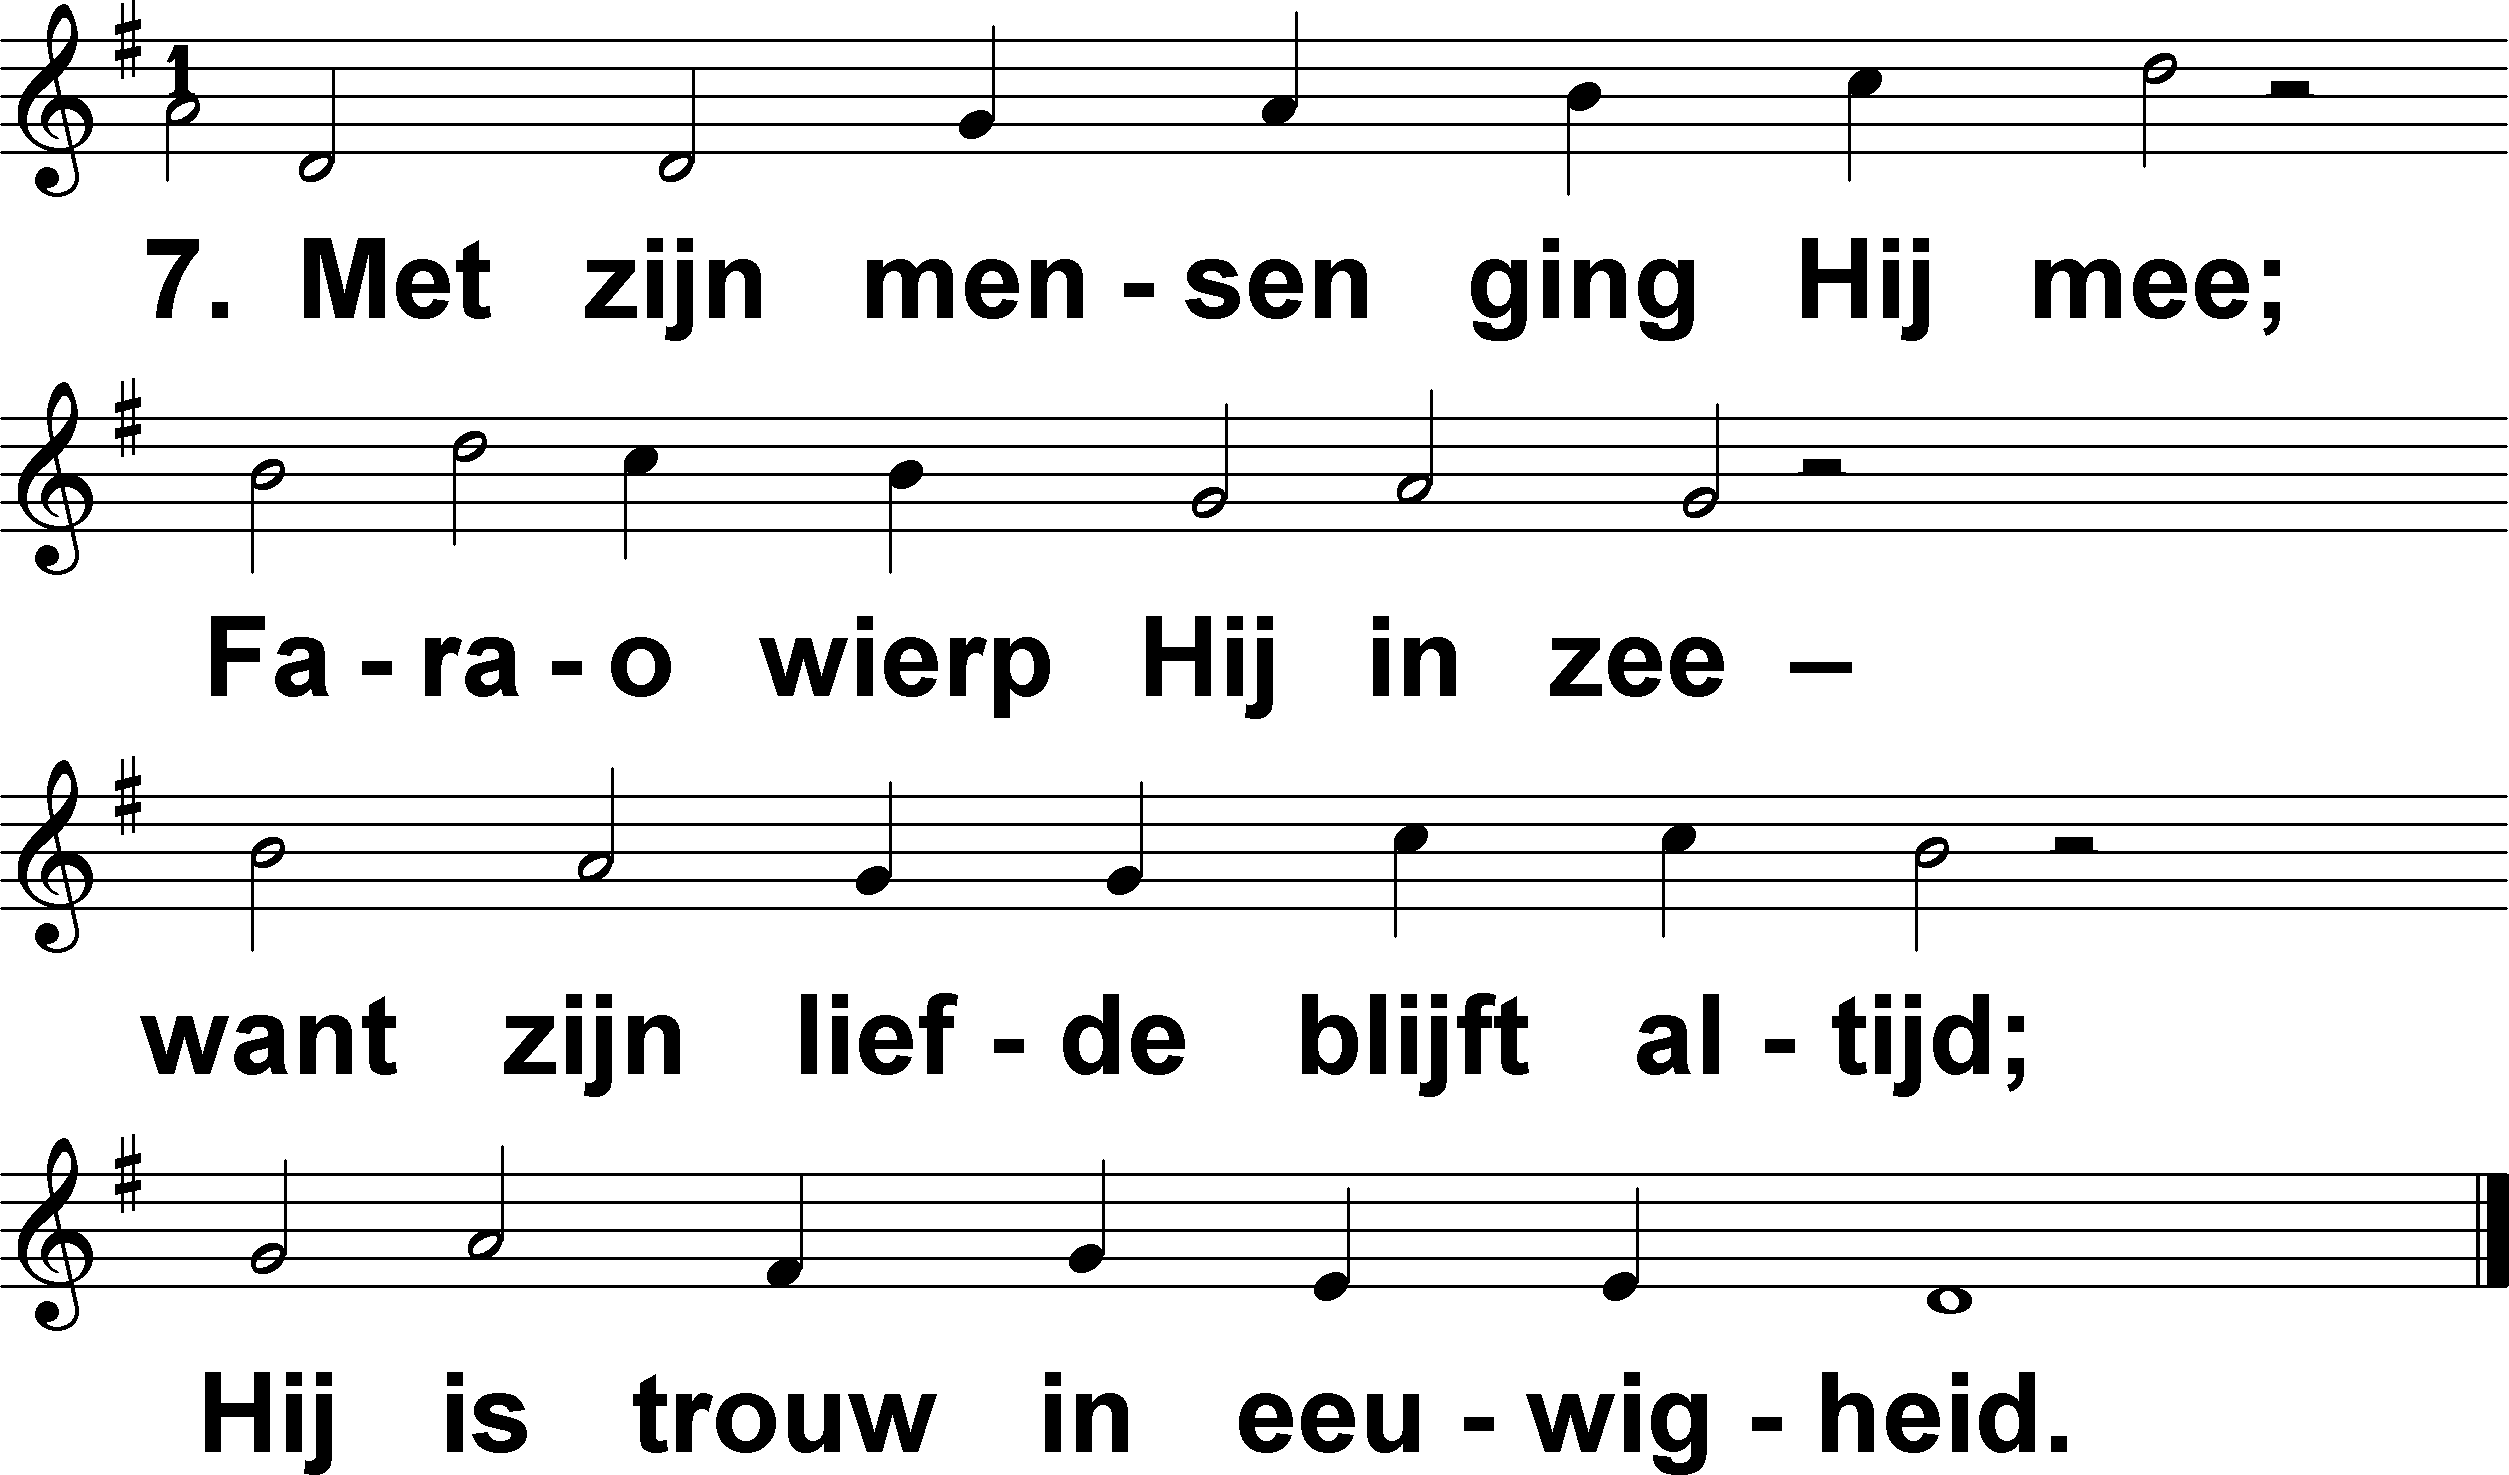 1
7. Met zijn men - sen ging Hij mee;
Fa - ra - o wierp Hij in zee –
want zijn lief - de blijft al - tijd;
Hij is trouw in eeu - wig - heid.